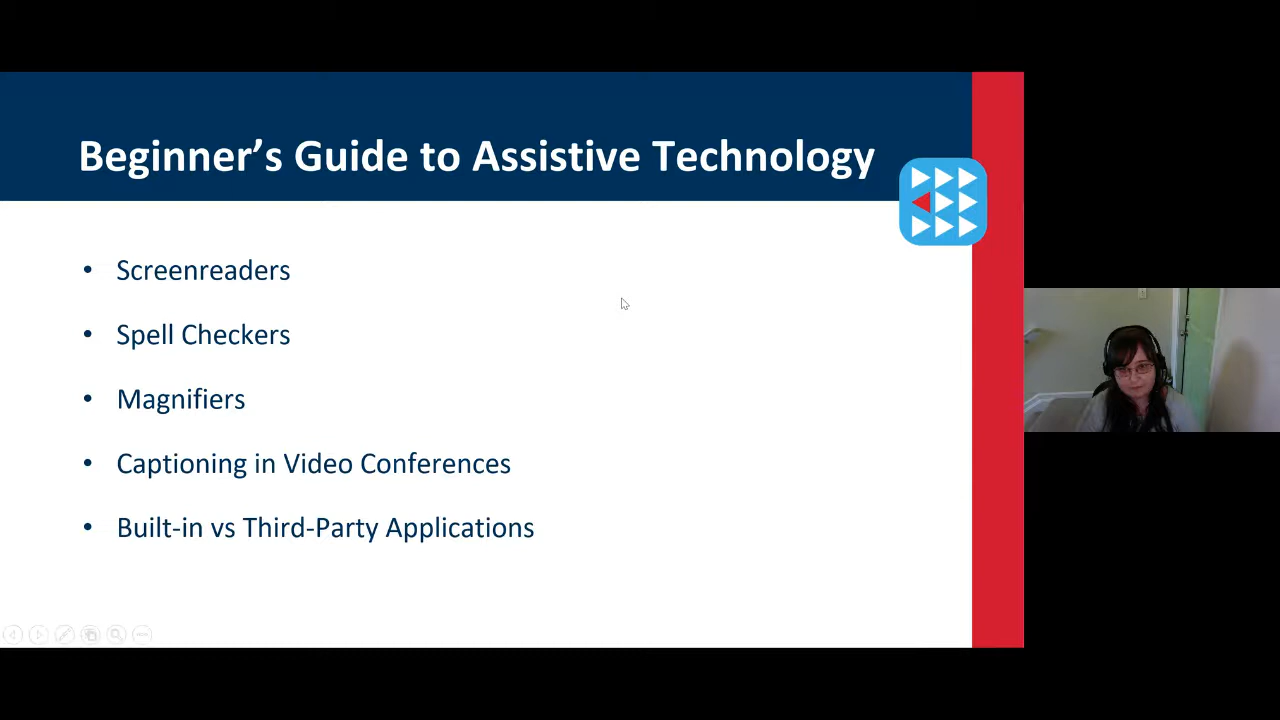 Beginner’s Guide to Assistive Technology
• Screenreaders
• Spell Checkers
• Magnifiers
• Captioning in Video Conferences
• Built-in vs Third-Party Applications